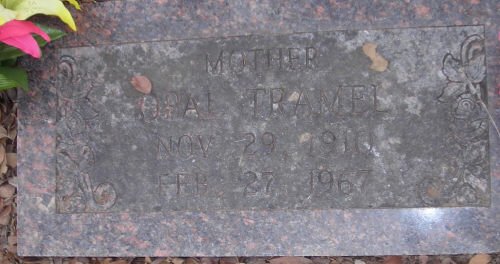 MOTHER
OPAL TRAMEL
NOV. 29, 1910
FEB. 27, 1967